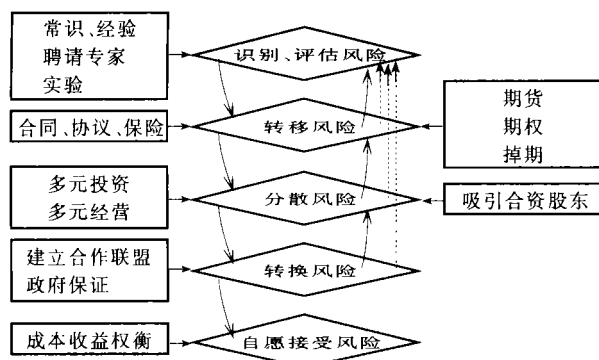 常识、经验
聘请专家
实验
识别、评估风险
合同、协议、保险
转移风险
期货
期权
掉期
多元投资
多元经营
分散风险
吸引合资股东
建立合作联盟
政府保证
转换风险
成本收益权衡
自愿接受风险